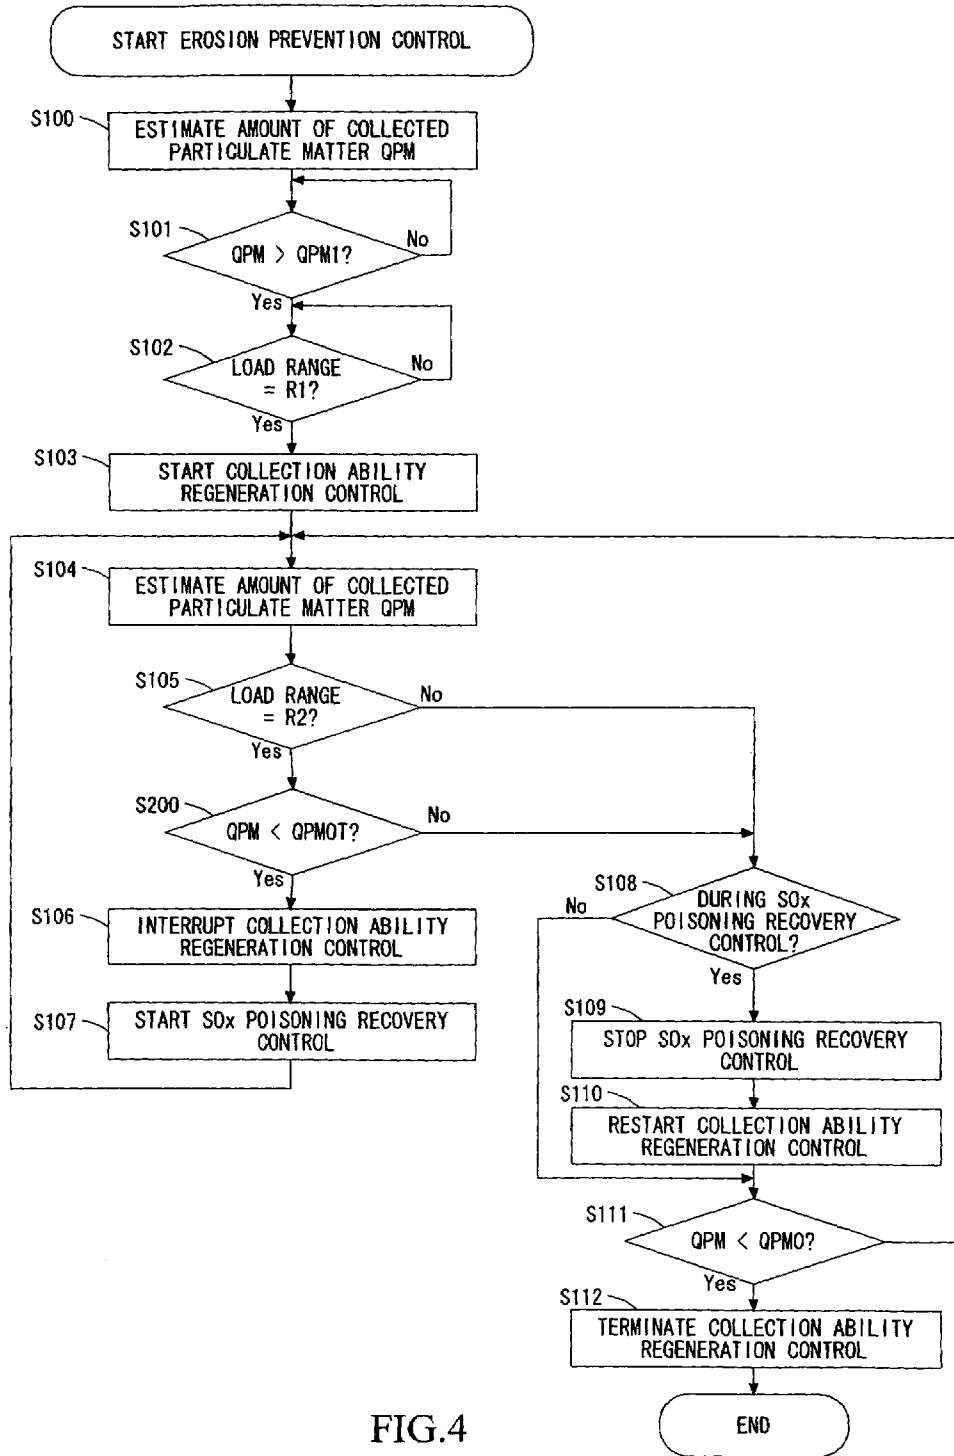 START EROSION PREVENTION CONTROL
S100
ESTIMATE AMOUNT OF COLLECTED
PARTICULATE MATTER QPM
S101
QPM > QPM1?
No
Yes
S102
LOAD RANGE
= R1?
No
Yes
S103
START COLLECTION ABILITY
REGENERATION CONTROL
S104
ESTIMATE AMOUNT OF COLLECTED
PARTICULATE MATTER QPM
S105
LOAD RANGE
= R2?
No
Yes
S200
QPM < QPMOT?
No
Yes
S106
INTERRUPT COLLECTION ABILITY
REGENERATION CONTROL
S107
START SOx POISONING RECOVERY
CONTROL
S108
DURING SOx
POISONING RECOVERY
CONTROL?
No
Yes
S109
STOP SOx POISONING RECOVERY
CONTROL
S110
RESTART COLLECTION ABILITY
REGENERATION CONTROL
S111
QPM < QPM0?
Yes
S112
TERMINATE COLLECTION ABILITY
REGENERATION CONTROL
END
FIG.4